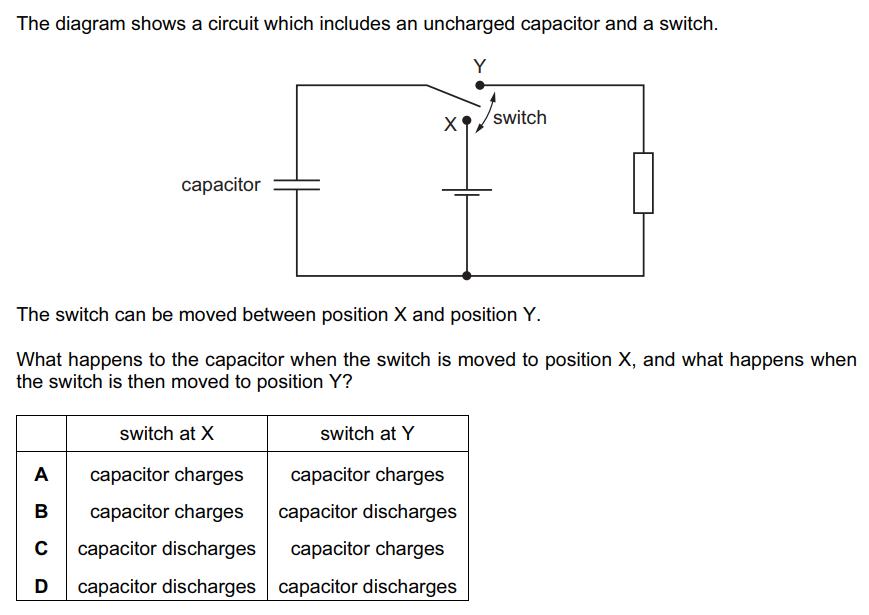 The diagram shows a circuit which includes an uncharged capacitor and a switch.
Y
X
switch
capacitor
The switch can be moved between position X and position Y.
What happens to the capacitor when the switch is moved to position X, and what happens when
the switch is then moved to position Y?
switch at X switch at Y
A capacitor charges capacitor charges
B capacitor charges capacitor discharges
C capacitor discharges capacitor charges
D capacitor discharges capacitor discharges